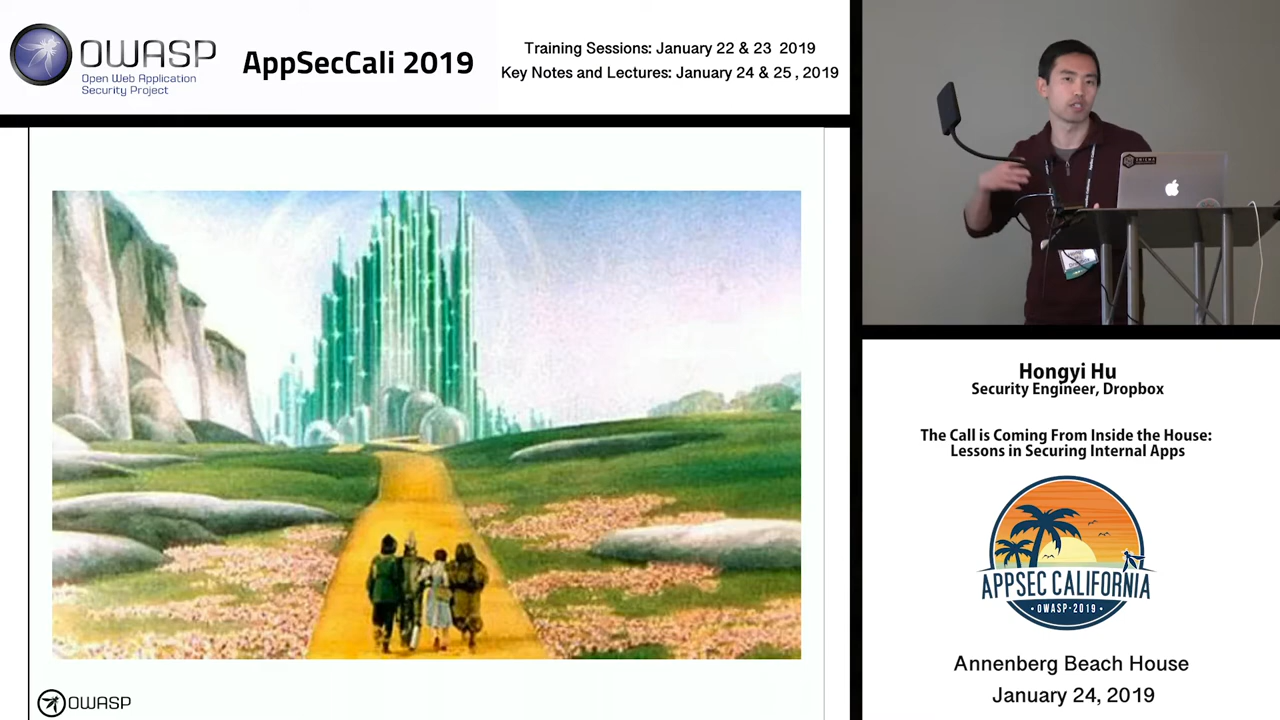 OWASP
Open Web Application
Security Project
AppSecCali 2019
Training Sessions: January 22 & 23 2019
Key Notes and Lectures: January 24 & 25 , 2019
OWASP
Hongyi Hu
Security Engineer, Dropbox
The Call is Coming From Inside the House:
Lessons in Securing Internal Apps
APPSEC CALIFORNIA
OWASP·2019
Annenberg Beach House
January 24, 2019